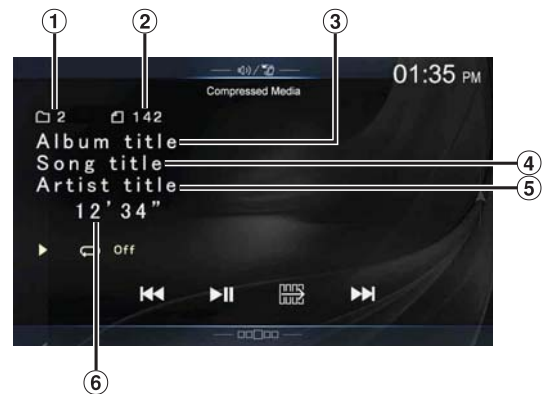 ① ② ③
01:35 PM
Compressed Media
2 142
Album title
Song title ④
Artist title ⑤
12'34"
Off
⑥